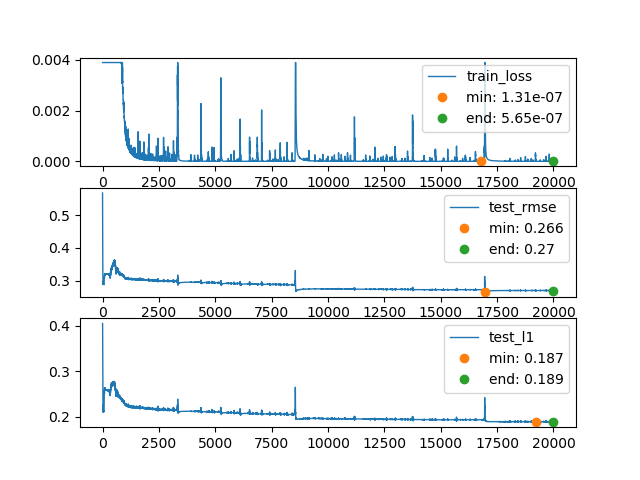 0.004
0.002
0.000
train_loss
min: 1.31e-07
end: 5.65e-07
0 2500 5000 7500 10000 12500 15000 17500 20000
0.5
0.4
0.3
test_rmse
min: 0.266
end: 0.27
0 2500 5000 7500 10000 12500 15000 17500 20000
0.4
0.3
0.2
test_l1
min: 0.187
end: 0.189
0 2500 5000 7500 10000 12500 15000 17500 20000